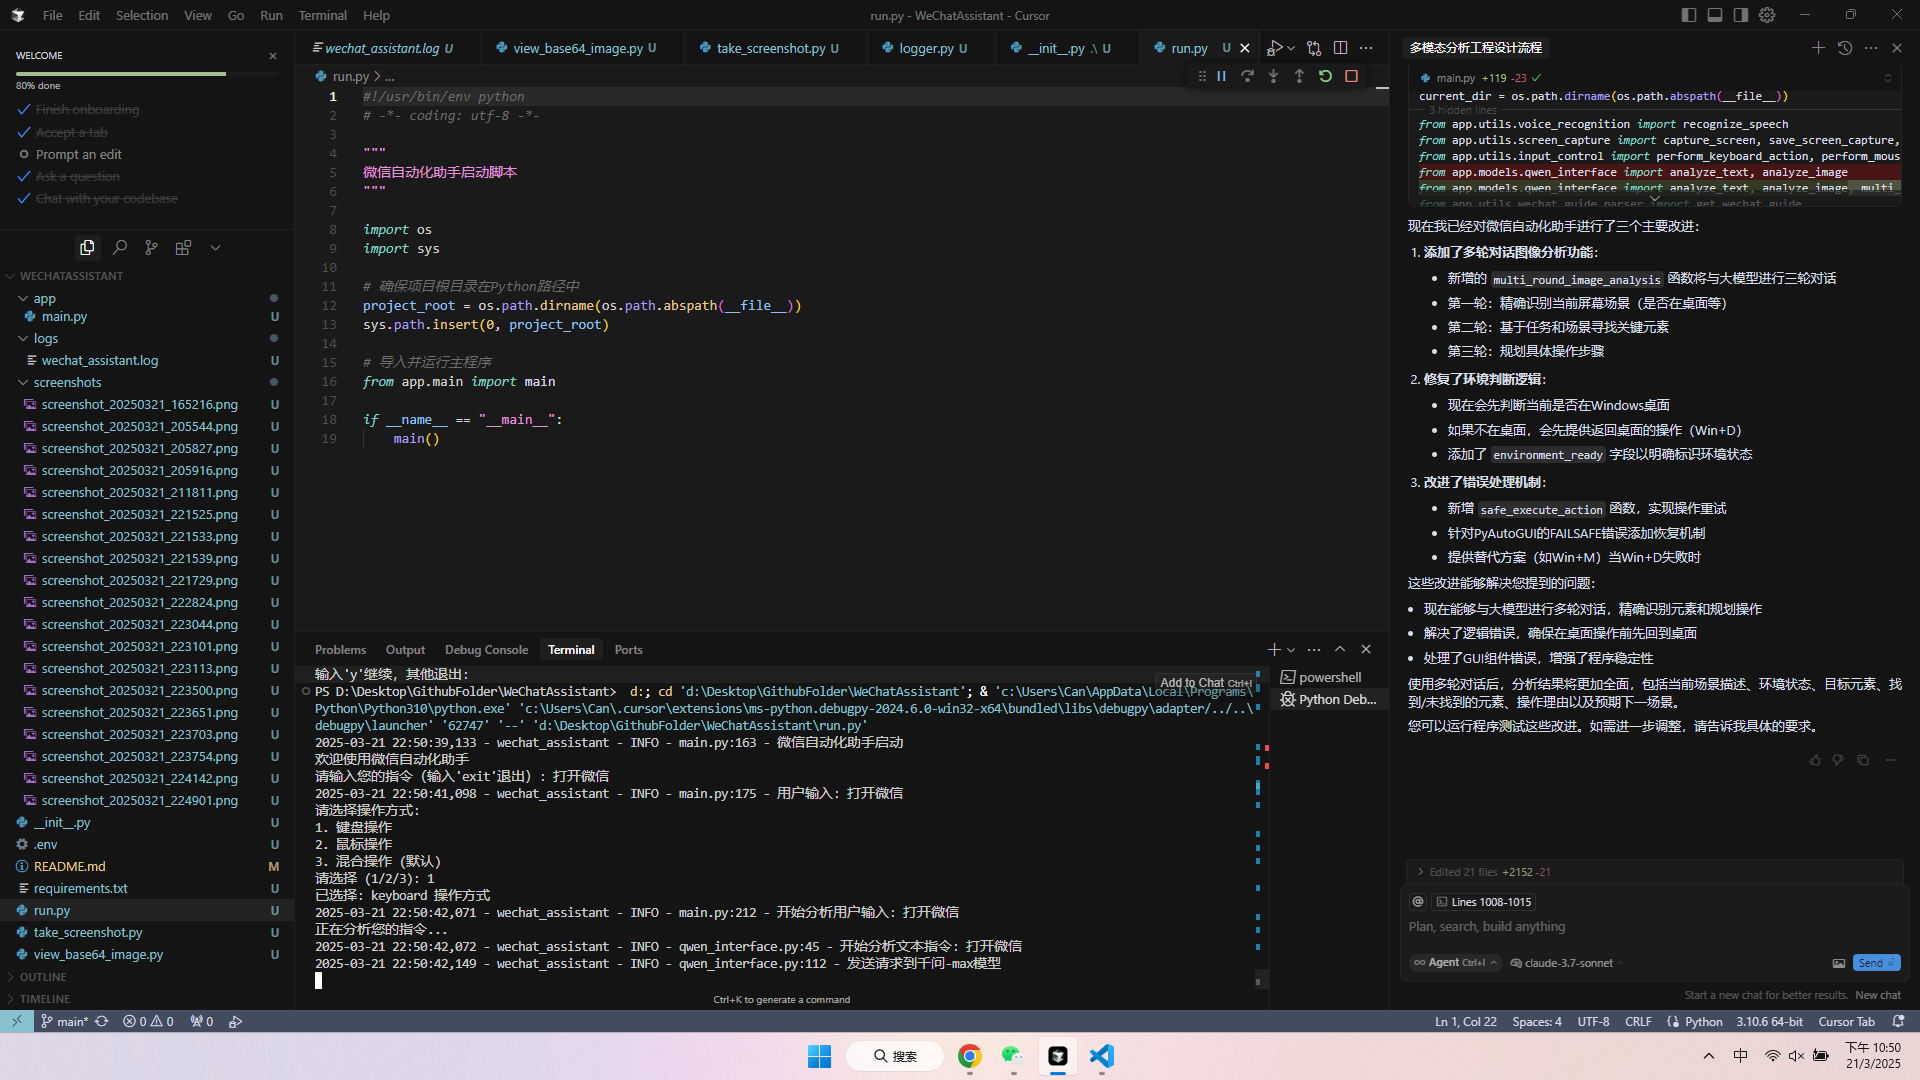 File Edit Selection View Go Run Terminal Help
run.py - WeChatAssistant - Cursor
WELCOME
80% done
Finish onboarding
Accept a tab
Prompt an edit
Ask a question
Chat with your codebase
WECHATASSISTANT
app
main.py U
logs
wechat_assistant.log U
screenshots
screenshot_20250321_165216.png U
screenshot_20250321_205544.png U
screenshot_20250321_205827.png U
screenshot_20250321_205916.png U
screenshot_20250321_211811.png U
screenshot_20250321_221525.png U
screenshot_20250321_221533.png U
screenshot_20250321_221539.png U
screenshot_20250321_221729.png U
screenshot_20250321_222824.png U
screenshot_20250321_223044.png U
screenshot_20250321_223101.png U
screenshot_20250321_223113.png U
screenshot_20250321_223500.png U
screenshot_20250321_223651.png U
screenshot_20250321_223703.png U
screenshot_20250321_223754.png U
screenshot_20250321_224142.png U
screenshot_20250321_224901.png U
__init__.py U
.env U
README.md M
requirements.txt U
run.py U
take_screenshot.py U
view_base64_image.py U
OUTLINE
TIMELINE
wechat_assistant.log U view_base64_image.py U take_screenshot.py U logger.py U __init__.py .\ U run.py U
run.py > ...
1 #!/usr/bin/env python
2 # -*- coding: utf-8 -*-
3
4 """
5 微信自动化助手启动脚本
6 """
7
8 import os
9 import sys
10
11 # 确保项目根目录在Python路径中
12 project_root = os.path.dirname(os.path.abspath(__file__))
13 sys.path.insert(0, project_root)
14
15 # 导入并运行主程序
16 from app.main import main
17
18 if __name__ == "__main__":
19 main()
Problems Output Debug Console Terminal Ports
输入'y'继续，其他退出:
PS D:\Desktop\GithubFolder\WeChatAssistant> d:; cd 'd:\Desktop\GithubFolder\WeChatAssistant'; & 'c:\Users\Can\AppData\Local\Programs\
Python\Python310\python.exe' 'c:\Users\Can\.cursor\extensions\ms-python.debugpy-2024.6.0-win32-x64\bundled\libs\debugpy\adapter/../..\
debugpy\launcher' '62747' '--' 'd:\Desktop\GithubFolder\WeChatAssistant\run.py'
2025-03-21 22:50:39,133 - wechat_assistant - INFO - main.py:163 - 微信自动化助手启动
欢迎使用微信自动化助手
请输入您的指令（输入'exit'退出）: 打开微信
2025-03-21 22:50:41,098 - wechat_assistant - INFO - main.py:175 - 用户输入: 打开微信
请选择操作方式:
1. 键盘操作
2. 鼠标操作
3. 混合操作（默认）
请选择 (1/2/3): 1
已选择: keyboard 操作方式
2025-03-21 22:50:42,071 - wechat_assistant - INFO - main.py:212 - 开始分析用户输入: 打开微信
正在分析您的指令...
2025-03-21 22:50:42,072 - wechat_assistant - INFO - qwen_interface.py:45 - 开始分析文本指令: 打开微信
2025-03-21 22:50:42,149 - wechat_assistant - INFO - qwen_interface.py:112 - 发送请求到千问-max模型
Add to Chat Ctrl+L
Ctrl+K to generate a command
powershell
Python Deb...
多模态分析工程设计流程
main.py +119 -23
current_dir = os.path.dirname(os.path.abspath(__file__))
3 hidden lines
from app.utils.voice_recognition import recognize_speech
from app.utils.screen_capture import capture_screen, save_screen_capture,
from app.utils.input_control import perform_keyboard_action, perform_mous
from app.models.qwen_interface import analyze_text, analyze_image
from app.models.qwen_interface import analyze_text, analyze_image, multi_
from app.utils.wechat_guide_parser import get_wechat_guide
现在我已经对微信自动化助手进行了三个主要改进:
1. 添加了多轮对话图像分析功能:
• 新增的 multi_round_image_analysis 函数将与大模型进行三轮对话
• 第一轮: 精确识别当前屏幕场景（是否在桌面等）
• 第二轮: 基于任务和场景寻找关键元素
• 第三轮: 规划具体操作步骤
2. 修复了环境判断逻辑:
• 现在会先判断当前是否在Windows桌面
• 如果不在桌面，会先提供返回桌面的操作（Win+D）
• 添加了 environment_ready 字段以明确标识环境状态
3. 改进了错误处理机制:
• 新增 safe_execute_action 函数，实现操作重试
• 针对PyAutoGUI的FAILSAFE错误添加恢复机制
• 提供替代方案（如Win+M）当Win+D失败时
这些改进能够解决您提到的问题:
• 现在能够与大模型进行多轮对话，精确识别元素和规划操作
• 解决了逻辑错误，确保在桌面操作前先回到桌面
• 处理了GUI组件错误，增强了程序稳定性
使用多轮对话后，分析结果将更加全面，包括当前场景描述、环境状态、目标元素、找
到/未找到的元素、操作理由以及预期下一场景。
您可以运行程序测试这些改进。如需进一步调整，请告诉我具体的要求。
Edited 21 files +2152 -21
@ Lines 1008-1015
Plan, search, build anything
Agent Ctrl+I claude-3.7-sonnet Send
Start a new chat for better results. New chat
main* 0 0 0 Ln 1, Col 22 Spaces: 4 UTF-8 CRLF Python 3.10.6 64-bit Cursor Tab
搜索
中
下午 10:50
21/3/2025